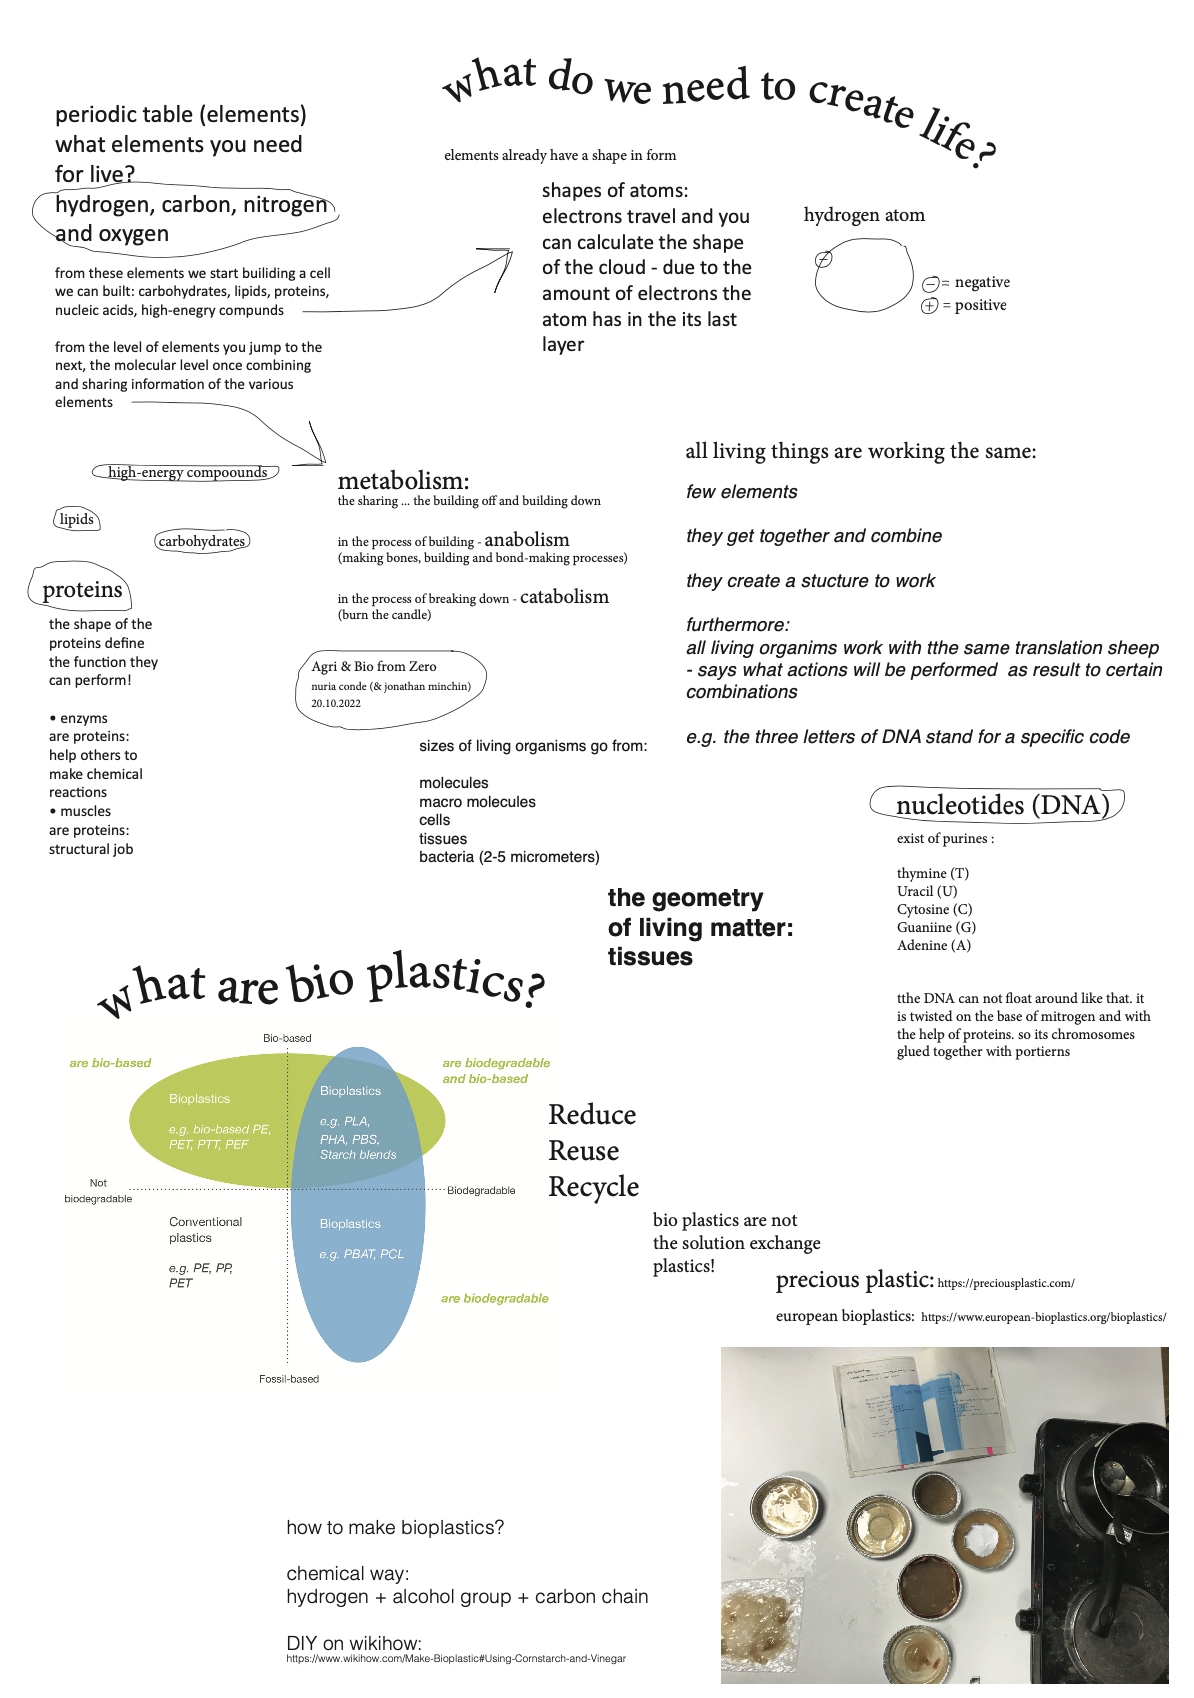 what do we need to create life?
periodic table (elements)
what elements you need
for live?
hydrogen, carbon, nitrogen
and oxygen
from these elements we start builiding a cell
we can built: carbohydrates, lipids, proteins,
nucleic acids, high-enegry compunds
from the level of elements you jump to the
next, the molecular level once combining
and sharing information of the various
elements
elements already have a shape in form
shapes of atoms:
electrons travel and you
can calculate the shape
of the cloud - due to the
amount of electrons the
atom has in the its last
layer
hydrogen atom
−
− = negative
+ = positive
high-energy compoounds
lipids
carbohydrates
proteins
the shape of the
proteins define
the function they
can perform!
• enzyms
are proteins:
help others to
make chemical
reactions
• muscles
are proteins:
structural job
metabolism:
the sharing ... the building off and building down
in the process of building - anabolism
(making bones, building and bond-making processes)
in the process of breaking down - catabolism
(burn the candle)
Agri & Bio from Zero
nuria conde (& jonathan minchin)
20.10.2022
sizes of living organisms go from:
molecules
macro molecules
cells
tissues
bacteria (2-5 micrometers)
all living things are working the same:
few elements
they get together and combine
they create a stucture to work
furthermore:
all living organims work with tthe same translation sheep
- says what actions will be performed as result to certain
combinations
e.g. the three letters of DNA stand for a specific code
nucleotides (DNA)
exist of purines :
thymine (T)
Uracil (U)
Cytosine (C)
Guaniine (G)
Adenine (A)
tthe DNA can not float around like that. it
is twisted on the base of mitrogen and with
the help of proteins. so its chromosomes
glued together with portierns
the geometry
of living matter:
tissues
what are bio plastics?
Bio-based
are bio-based
are biodegradable
and bio-based
Bioplastics
e.g. bio-based PE,
PET, PTT, PEF
Bioplastics
e.g. PLA,
PHA, PBS,
Starch blends
Not
biodegradable
Biodegradable
Conventional
plastics
e.g. PE, PP,
PET
Bioplastics
e.g. PBAT, PCL
are biodegradable
Fossil-based
Reduce
Reuse
Recycle
bio plastics are not
the solution exchange
plastics!
precious plastic: https://preciousplastic.com/
european bioplastics: https://www.european-bioplastics.org/bioplastics/
how to make bioplastics?
chemical way:
hydrogen + alcohol group + carbon chain
DIY on wikihow:
https://www.wikihow.com/Make-Bioplastic#Using-Cornstarch-and-Vinegar